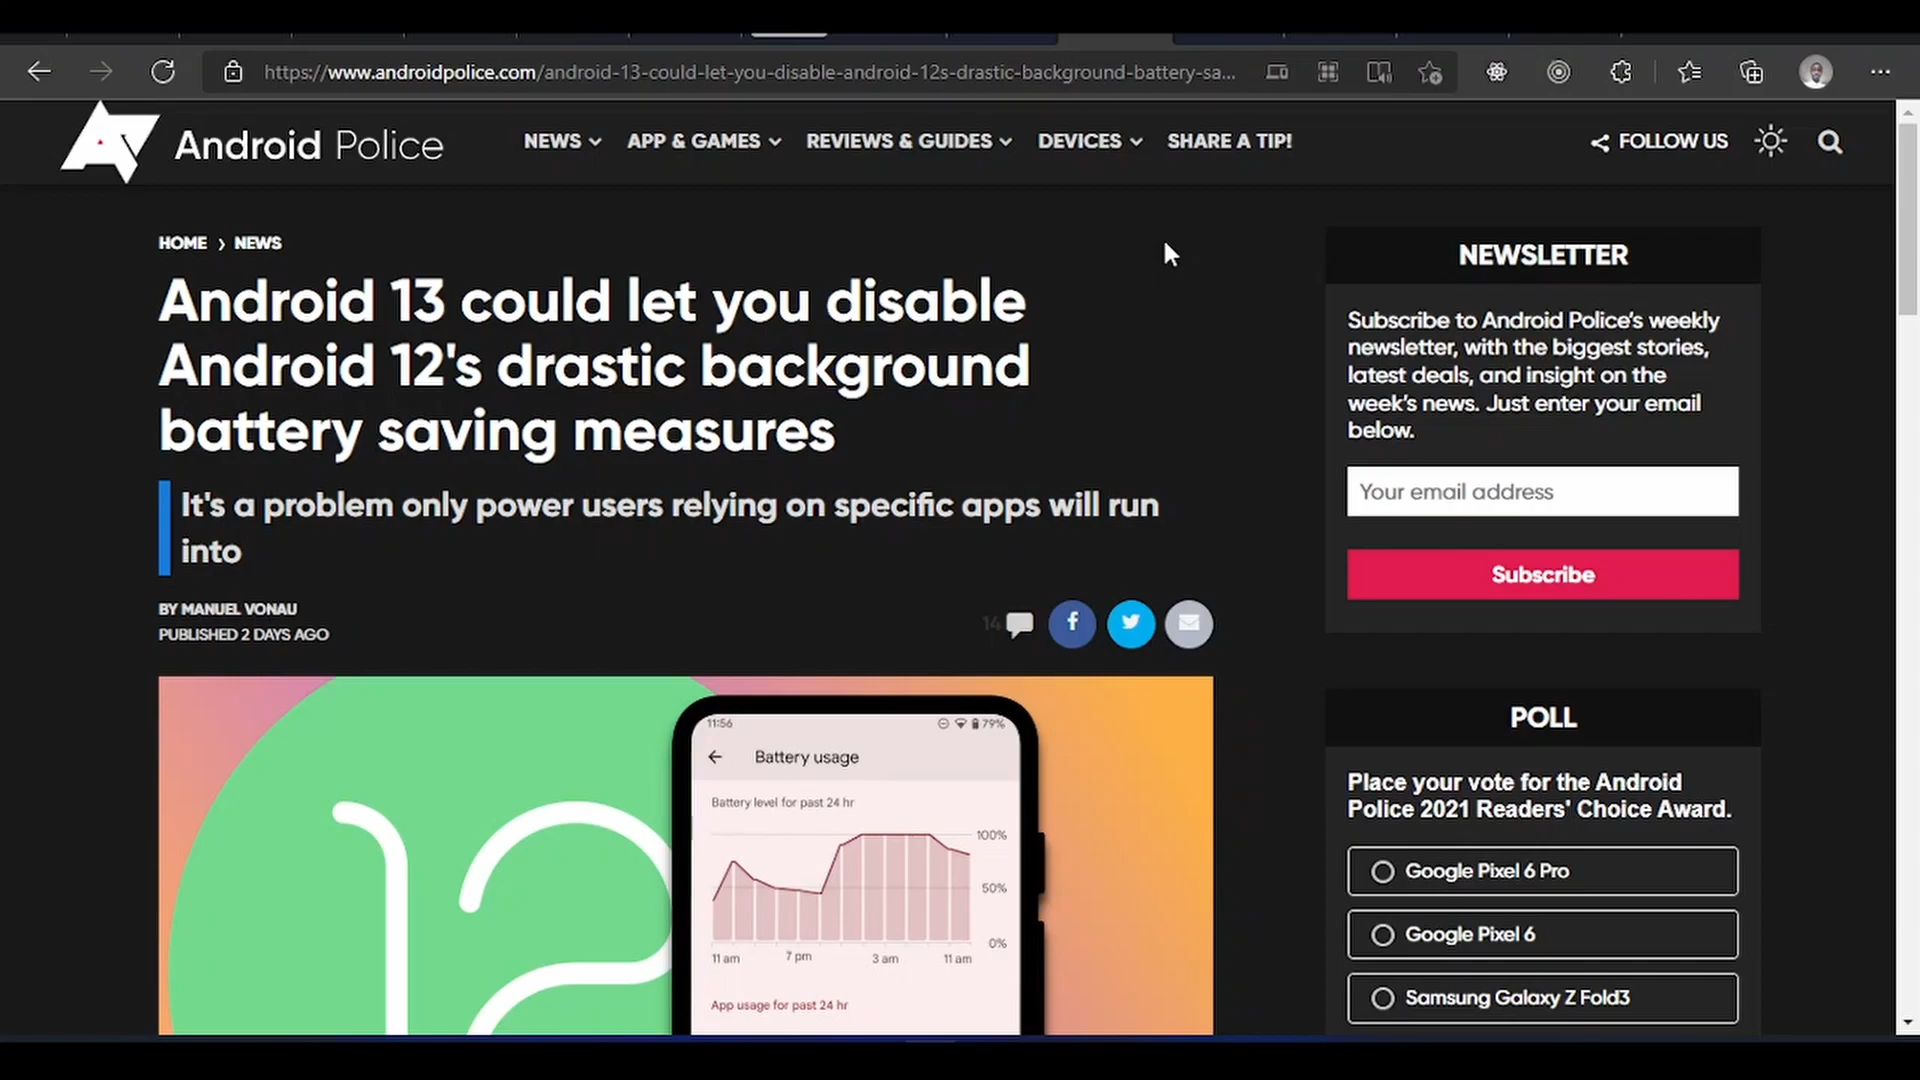 https://www.androidpolice.com/android-13-could-let-you-disable-android-12s-drastic-background-battery-sa...
Android Police
NEWS
APP & GAMES
REVIEWS & GUIDES
DEVICES
SHARE A TIP!
FOLLOW US
HOME > NEWS
Android 13 could let you disable
Android 12's drastic background
battery saving measures
It's a problem only power users relying on specific apps will run
into
BY MANUEL VONAU
PUBLISHED 2 DAYS AGO
14
12
11:56
79%
Battery usage
Battery level for past 24 hr
100%
50%
0%
11 am
7 pm
3 am
11 am
App usage for past 24 hr
NEWSLETTER
Subscribe to Android Police's weekly
newsletter, with the biggest stories,
latest deals, and insight on the
week's news. Just enter your email
below.
Your email address
Subscribe
POLL
Place your vote for the Android
Police 2021 Readers' Choice Award.
Google Pixel 6 Pro
Google Pixel 6
Samsung Galaxy Z Fold3